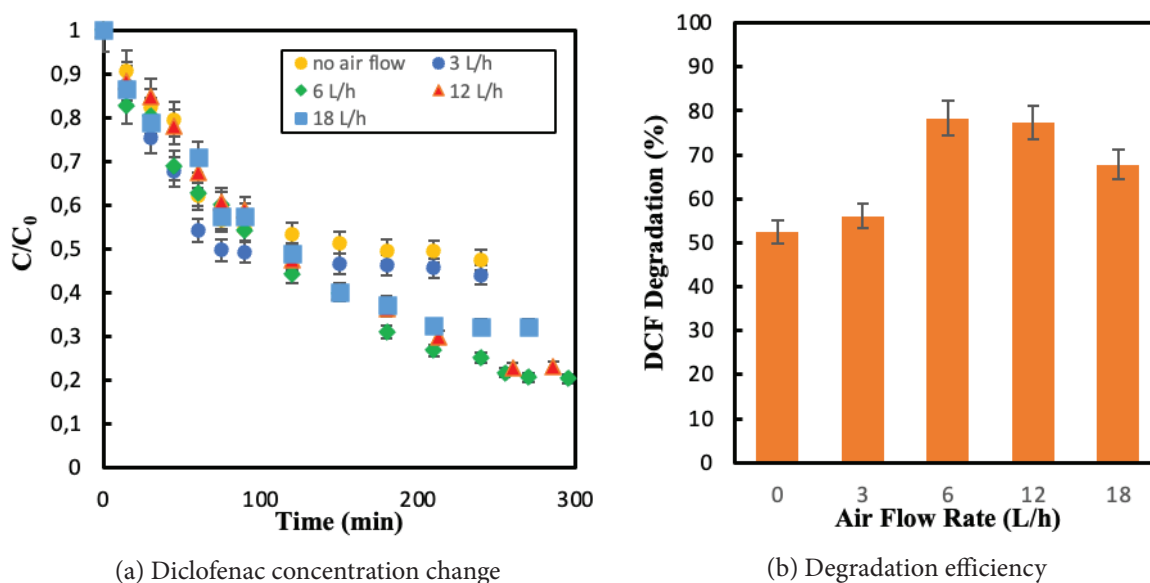 1
0,9
0,8
0,7
0,6
0,5
0,4
0,3
0,2
0,1
0
C/C0
no air flow
3 L/h
6 L/h
12 L/h
18 L/h
0
100
200
300
Time (min)
(a) Diclofenac concentration change
100
90
80
70
60
50
40
30
20
10
0
DCF Degradation (%)
0
3
6
12
18
Air Flow Rate (L/h)
(b) Degradation efficiency